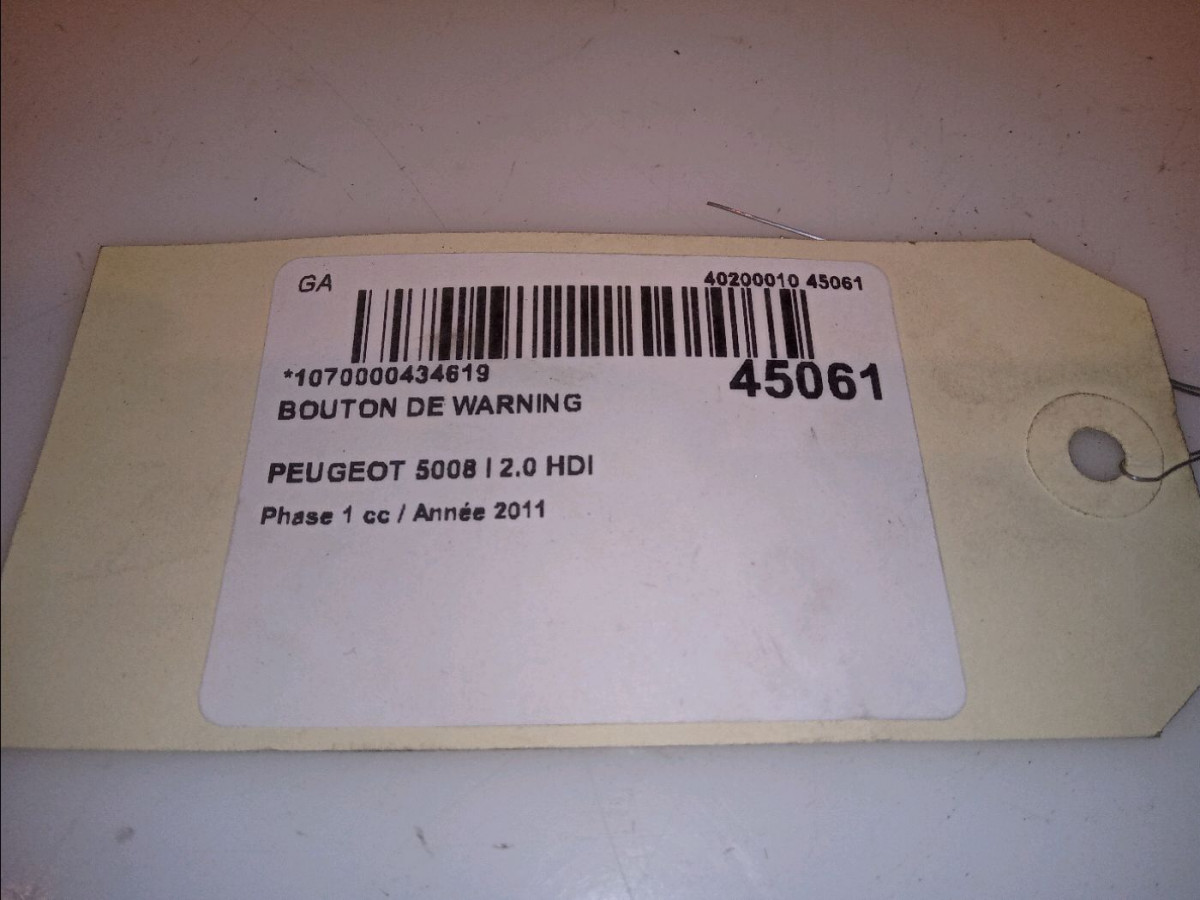 GA
40200010 45061
*1070000434619
45061
BOUTON DE WARNING
PEUGEOT 5008 I 2.0 HDI
Phase 1 cc / Année 2011